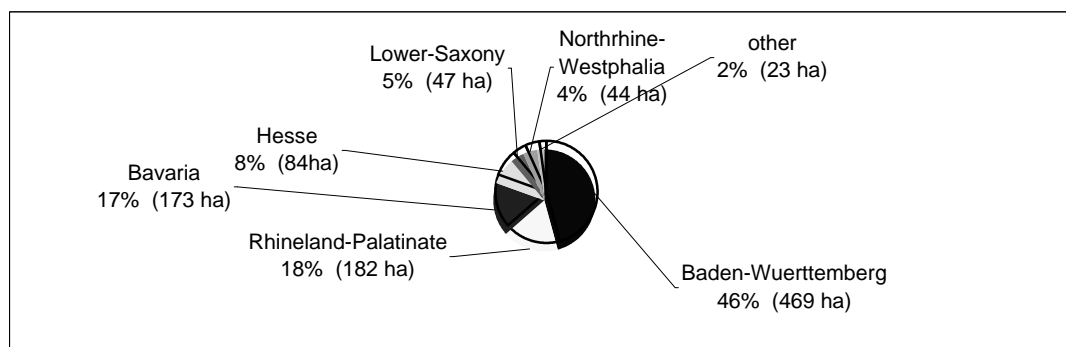 Lower-Saxony
5% (47 ha)
Northrhine-
Westphalia
4% (44 ha)
other
2% (23 ha)
Hesse
8% (84ha)
Bavaria
17% (173 ha)
Rhineland-Palatinate
18% (182 ha)
Baden-Wuerttemberg
46% (469 ha)